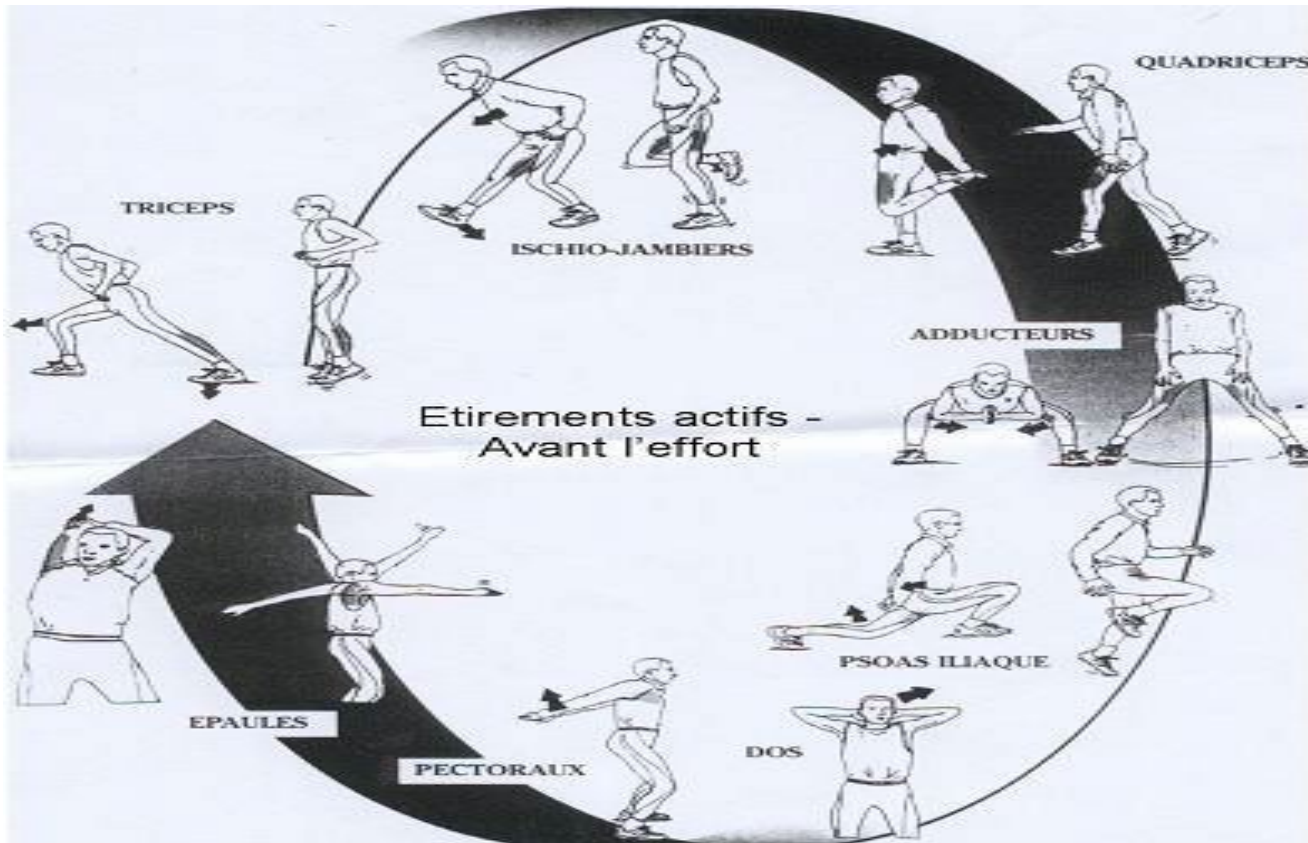 QUADRICEPS
TRICEPS
ISCHIO-JAMBIERS
ADDUCTEURS
Etirements actifs -
Avant l'effort
PSOAS ILIAQUE
EPAULES
DOS
PECTORAUX